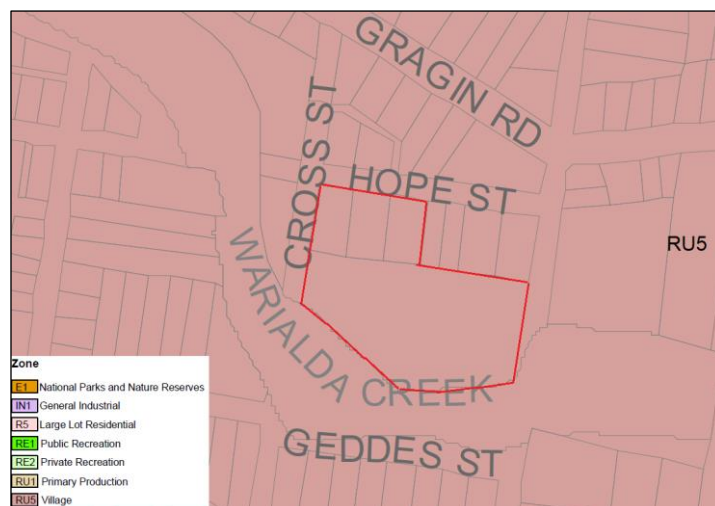 GRAGIN RD
CROSS ST
HOPE ST
RU5
WARIALDA CREEK
GEDDES ST
Zone
E1 National Parks and Nature Reserves
IN1 General Industrial
R5 Large Lot Residential
RE1 Public Recreation
RE2 Private Recreation
RU1 Primary Production
RU5 Village